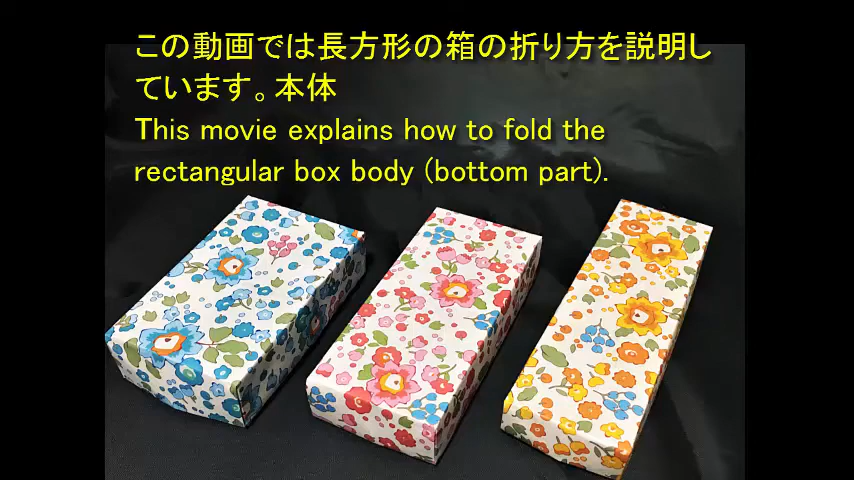 この動画では長方形の箱の折り方を説明し
ています。本体
This movie explains how to fold the
rectangular box body (bottom part).